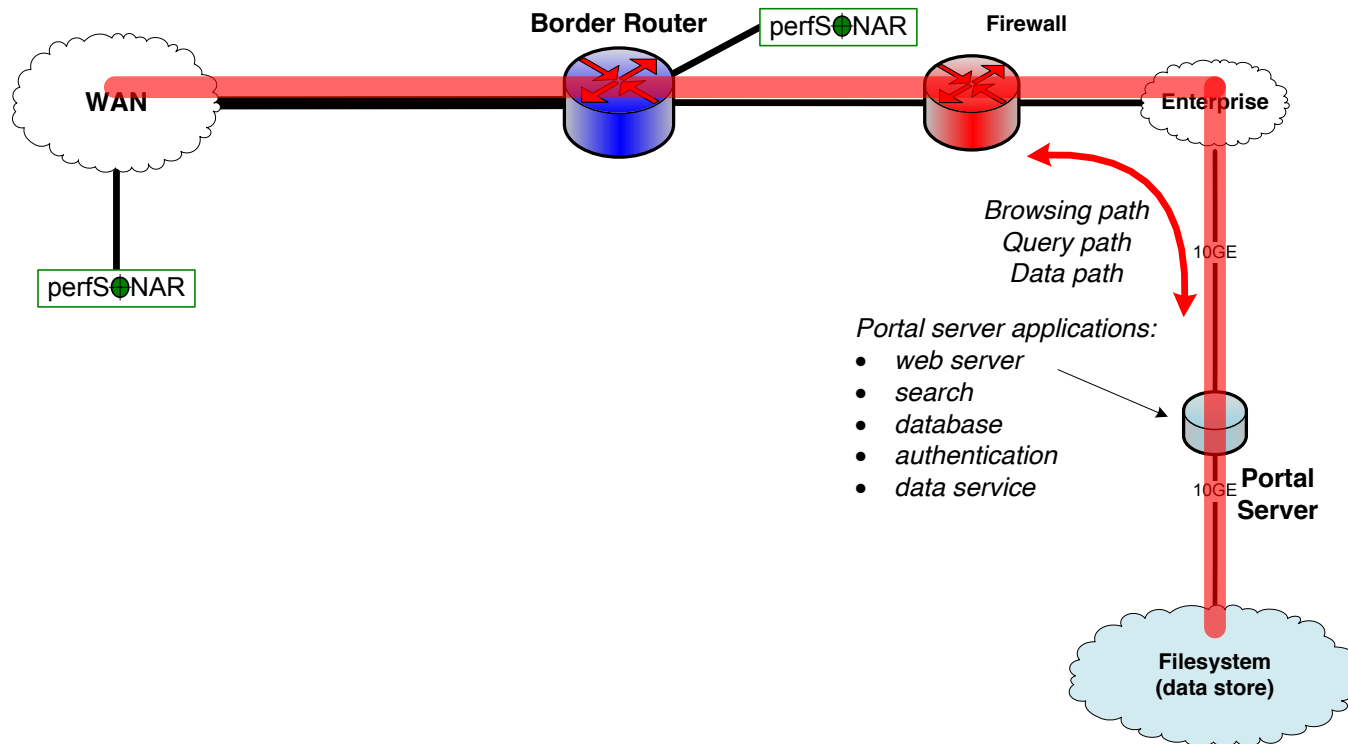 Border Router
perfSONAR
Firewall
WAN
Enterprise
Browsing path
Query path
Data path
10GE
perfSONAR
Portal server applications:
• web server
• search
• database
• authentication
• data service
10GE
Portal
Server
Filesystem
(data store)